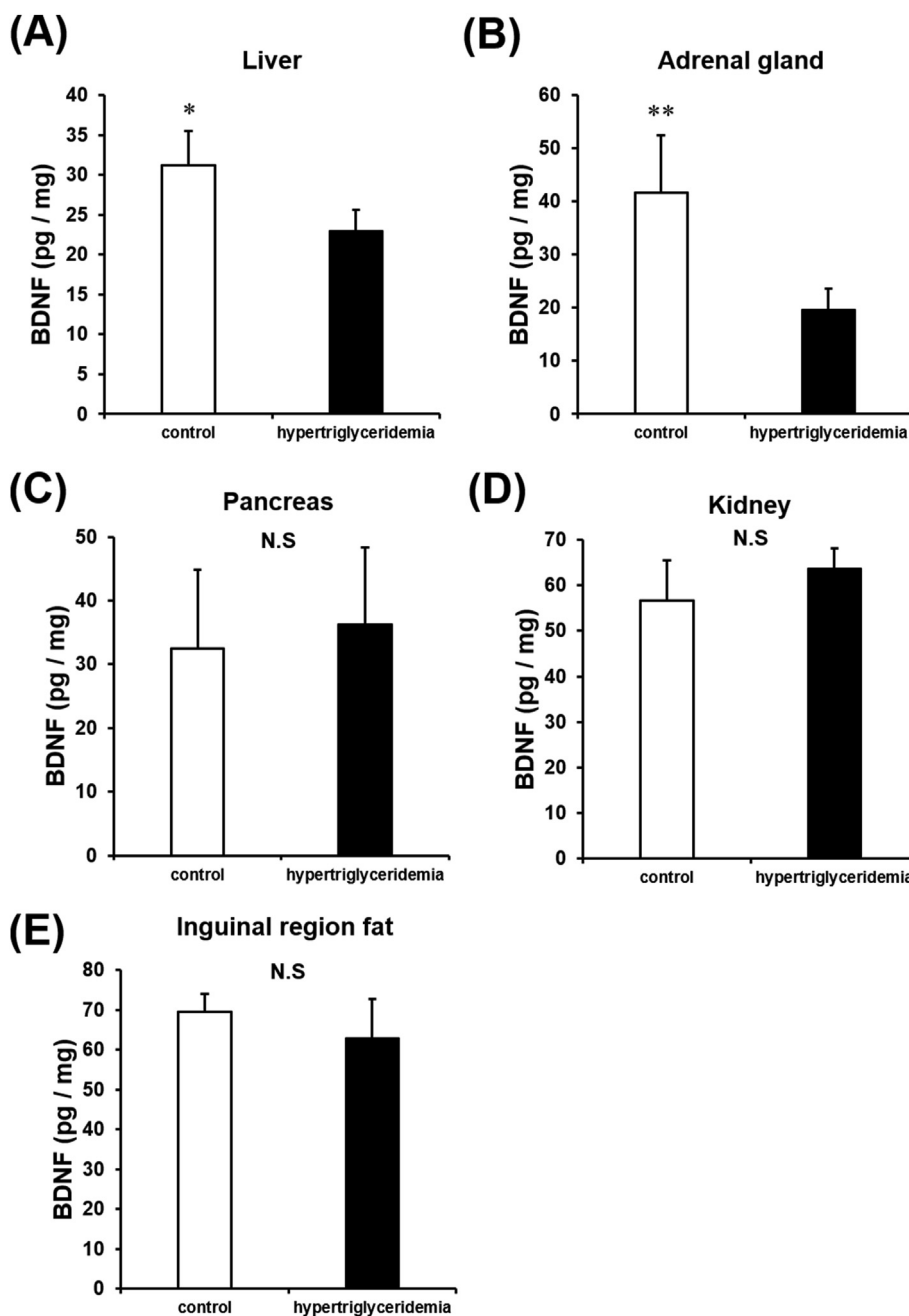 (A)
Liver
BDNF (pg / mg)
40
35
30
25
20
15
10
5
0
*
control
hypertriglyceridemia
(B)
Adrenal gland
BDNF (pg / mg)
60
50
40
30
20
10
0
**
control
hypertriglyceridemia
(C)
Pancreas
N.S
BDNF (pg / mg)
50
40
30
20
10
0
control
hypertriglyceridemia
(D)
Kidney
N.S
BDNF (pg / mg)
70
60
50
40
30
20
10
0
control
hypertriglyceridemia
(E)
Inguinal region fat
N.S
BDNF (pg / mg)
80
70
60
50
40
30
20
10
0
control
hypertriglyceridemia